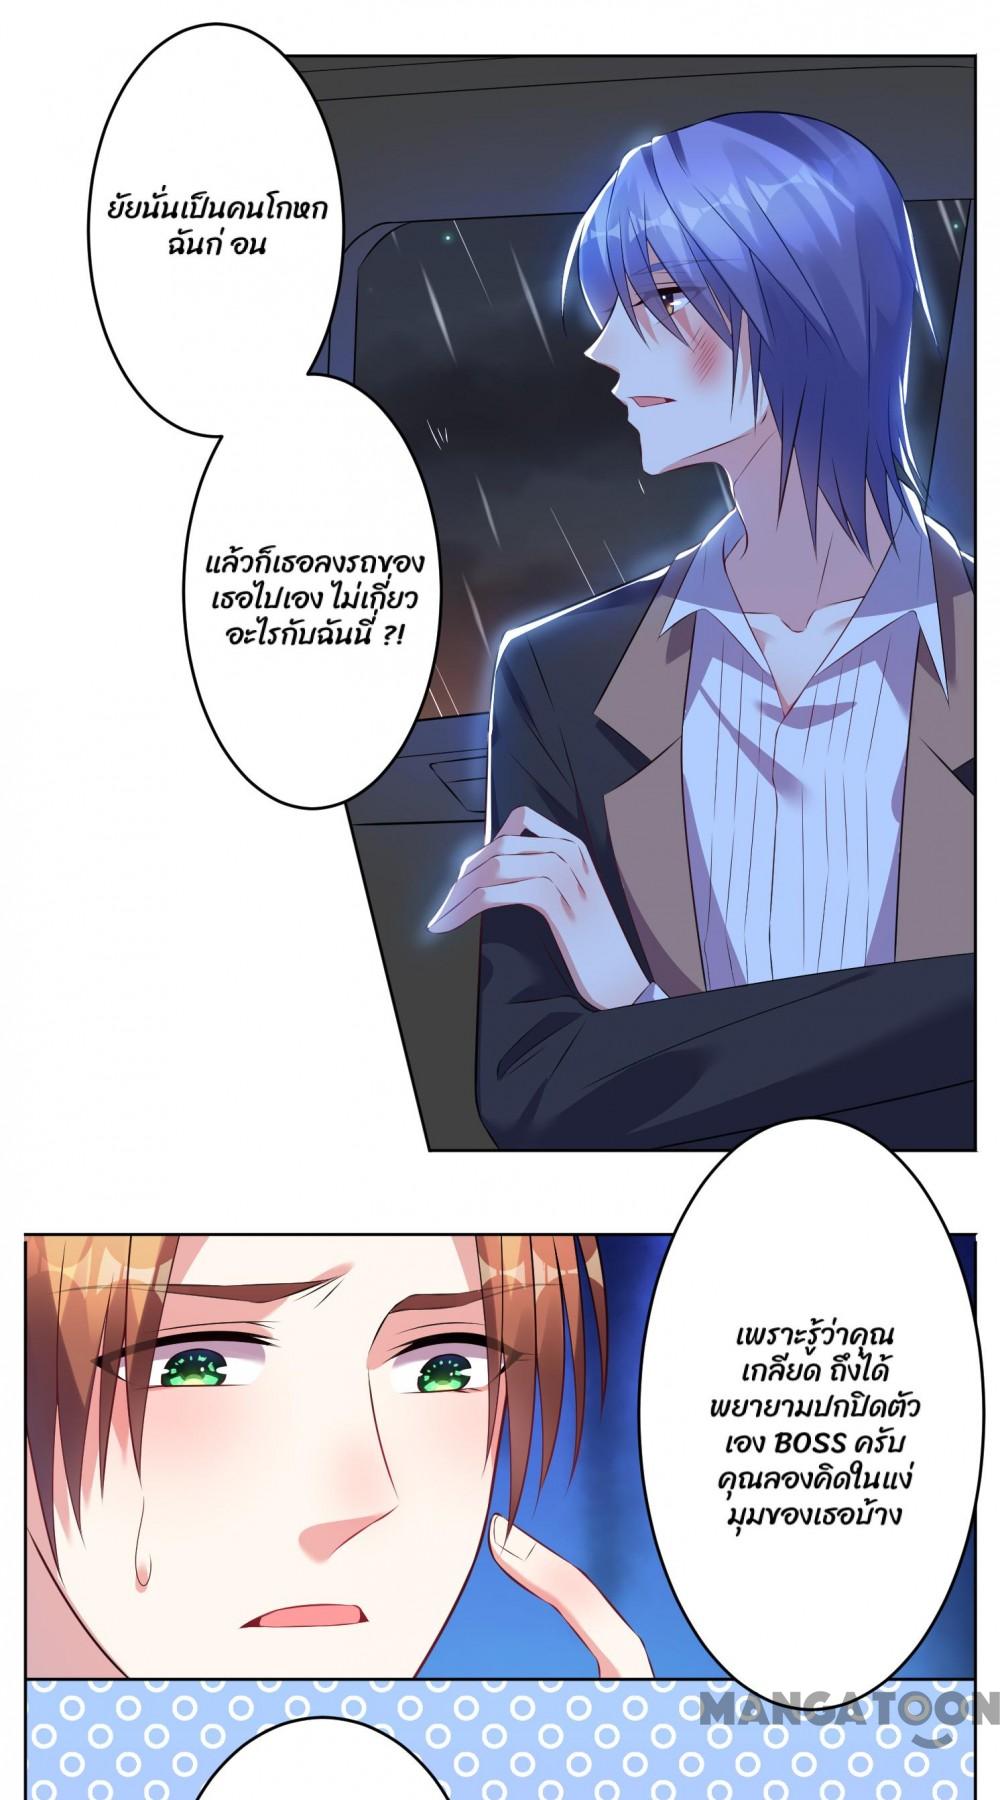 ยัยนั่นเป็นคนโกหก
ฉันก่ อน
แล้วก็เธอลงรถของ
เธอไปเอง ไม่เกี่ยว
อะไรกับฉันนี่ ?!
เพราะรู้ว่าคุณ
เกลียด ถึงได้
พยายามปกปิดตัว
เอง BOSS ครับ
คุณลองคิดในแง่
มุมของเธอบ้าง
MANGATOON